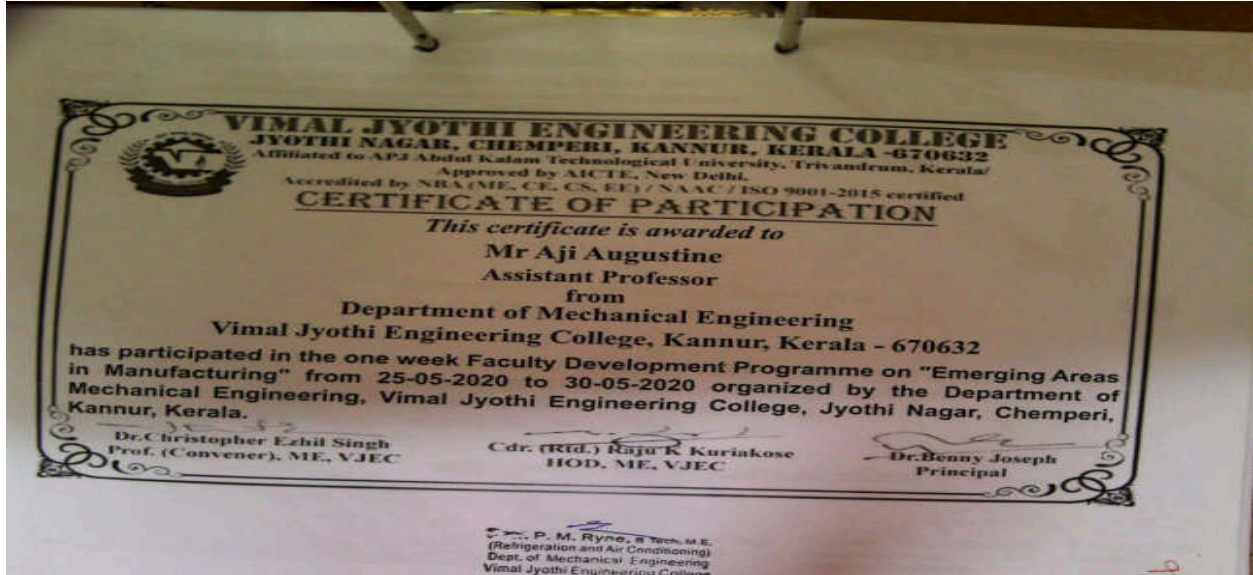 VIMAL JYOTHI ENGINEERING COLLEGE
JYOTHI NAGAR, CHEMPERI, KANNUR, KERALA -670632
Affiliated to APJ Abdul Kalam Technological University, Trivandrum, Kerala/
Approved by AICTE, New Delhi.
Accredited by NBA (ME, CE, CS, EE) / NAAC / ISO 9001-2015 certified
CERTIFICATE OF PARTICIPATION
This certificate is awarded to
Mr Aji Augustine
Assistant Professor
from
Department of Mechanical Engineering
Vimal Jyothi Engineering College, Kannur, Kerala - 670632
has participated in the one week Faculty Development Programme on "Emerging Areas
in Manufacturing" from 25-05-2020 to 30-05-2020 organized by the Department of
Mechanical Engineering, Vimal Jyothi Engineering College, Jyothi Nagar, Chemperi,
Kannur, Kerala.
Dr.Christopher Ezhil Singh
Prof. (Convener), ME, VJEC
Cdr. (Rtd.) Raju K Kuriakose
HOD, ME, VJEC
Dr.Benny Joseph
Principal
P. M. Ryne, B Tech, M.E.
(Refrigeration and Air Conditioning)
Dept. of Mechanical Engineering
Vimal Jyothi Engineering College